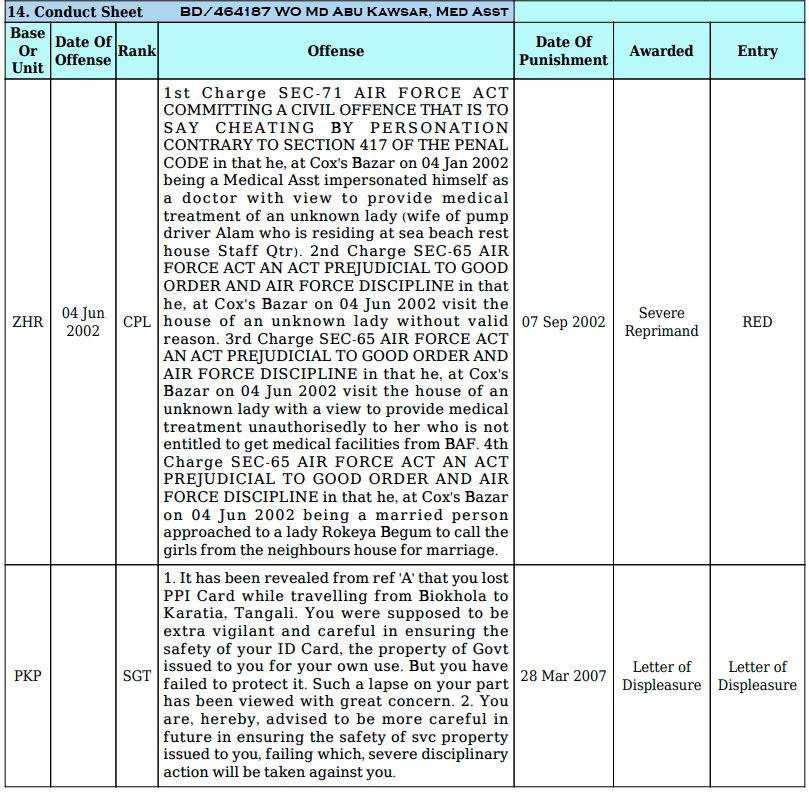 14. Conduct Sheet BD/464187 WO MD ABU KAWSAR, MED ASST
Base Or Unit
Date Of Offense
Rank
Offense
Date Of Punishment
Awarded
Entry
ZHR
04 Jun 2002
CPL
1st Charge SEC-71 AIR FORCE ACT
COMMITTING A CIVIL OFFENCE THAT IS TO
SAY CHEATING BY PERSONATION
CONTRARY TO SECTION 417 OF THE PENAL
CODE in that he, at Cox's Bazar on 04 Jan 2002
being a Medical Asst impersonated himself as
a doctor with view to provide medical
treatment of an unknown lady (wife of pump
driver Alam who is residing at sea beach rest
house Staff Qtr). 2nd Charge SEC-65 AIR
FORCE ACT AN ACT PREJUDICIAL TO GOOD
ORDER AND AIR FORCE DISCIPLINE in that
he, at Cox's Bazar on 04 Jun 2002 visit the
house of an unknown lady without valid
reason. 3rd Charge SEC-65 AIR FORCE ACT
AN ACT PREJUDICIAL TO GOOD ORDER AND
AIR FORCE DISCIPLINE in that he, at Cox's
Bazar on 04 Jun 2002 visit the house of an
unknown lady with a view to provide medical
treatment unauthorisedly to her who is not
entitled to get medical facilities from BAF. 4th
Charge SEC-65 AIR FORCE ACT AN ACT
PREJUDICIAL TO GOOD ORDER AND AIR
FORCE DISCIPLINE in that he, at Cox's Bazar
on 04 Jun 2002 being a married person
approached to a lady Rokeya Begum to call the
girls from the neighbours house for marriage.
07 Sep 2002
Severe
Reprimand
RED
PKP
SGT
1. It has been revealed from ref 'A' that you lost
PPI Card while travelling from Biokhola to
Karatia, Tangali. You were supposed to be
extra vigilant and careful in ensuring the
safety of your ID Card, the property of Govt
issued to you for your own use. But you have
failed to protect it. Such a lapse on your part
has been viewed with great concern. 2. You
are, hereby, advised to be more careful in
future in ensuring the safety of svc property
issued to you, failing which, severe disciplinary
action will be taken against you.
28 Mar 2007
Letter of
Displeasure
Letter of
Displeasure